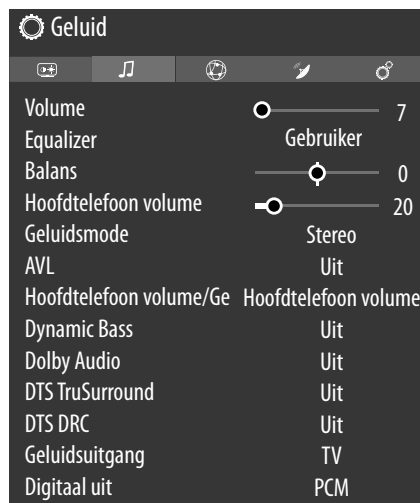 Geluid
Volume 7
Equalizer Gebruiker
Balans 0
Hoofdtelefoon volume 20
Geluidsmode Stereo
AVL Uit
Hoofdtelefoon volume/Ge Hoofdtelefoon volume
Dynamic Bass Uit
Dolby Audio Uit
DTS TruSurround Uit
DTS DRC Uit
Geluidsuitgang TV
Digitaal uit PCM